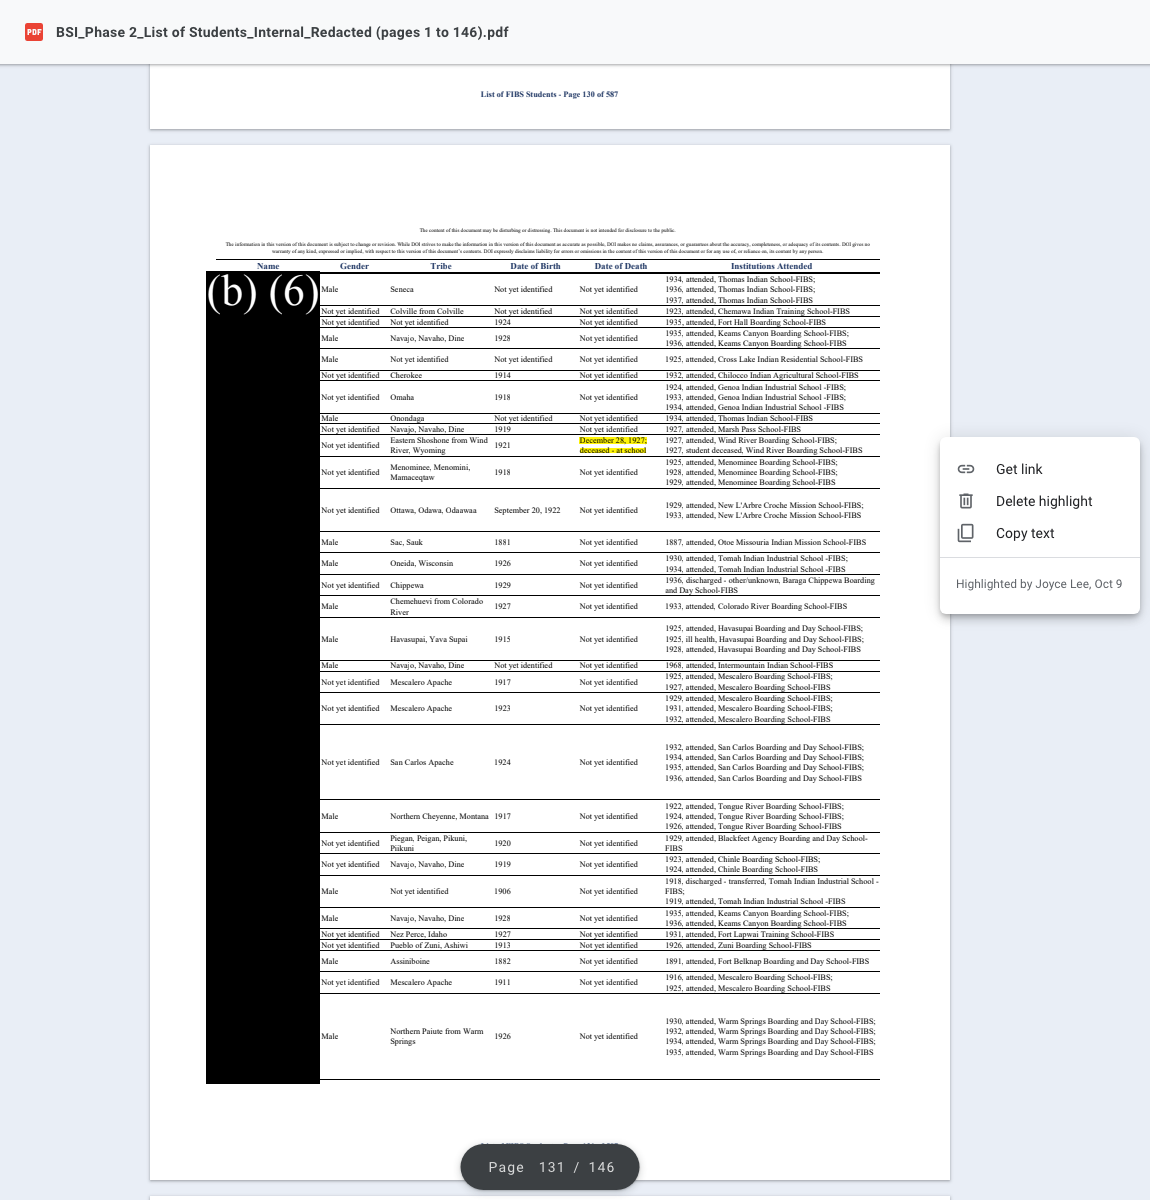 PDF BSI_Phase 2_List of Students_Internal_Redacted (pages 1 to 146).pdf
List of FIBS Students - Page 130 of 587
The content of this document may be disturbing or distressing. This document is not intended for disclosure to the public.
The information in this version of this document is subject to change or revision. While DOI strives to make the information in this version of this document as accurate as possible, DOI makes no claims, assurances, or guarantees about the accuracy, completeness, or adequacy of its contents. DOI gives no
warranty of any kind, expressed or implied, with respect to this version of this document's contents. DOI expressly disclaims liability for errors or omissions in the content of this version of this document or for any use of, or reliance on, its content by any person.
Name Gender Tribe Date of Birth Date of Death Institutions Attended
(b) (6)
Male Seneca Not yet identified Not yet identified 1934, attended, Thomas Indian School-FIBS;
1936, attended, Thomas Indian School-FIBS;
1937, attended, Thomas Indian School-FIBS
Not yet identified Colville from Colville Not yet identified Not yet identified 1923, attended, Chemawa Indian Training School-FIBS
Not yet identified Not yet identified 1924 Not yet identified 1935, attended, Fort Hall Boarding School-FIBS
Male Navajo, Navaho, Dine 1928 Not yet identified 1935, attended, Keams Canyon Boarding School-FIBS;
1936, attended, Keams Canyon Boarding School-FIBS
Male Not yet identified Not yet identified Not yet identified 1925, attended, Cross Lake Indian Residential School-FIBS
Not yet identified Cherokee 1914 Not yet identified 1932, attended, Chilocco Indian Agricultural School-FIBS
Not yet identified Omaha 1918 Not yet identified 1924, attended, Genoa Indian Industrial School -FIBS;
1933, attended, Genoa Indian Industrial School -FIBS;
1934, attended, Genoa Indian Industrial School -FIBS
Male Onondaga Not yet identified Not yet identified 1934, attended, Thomas Indian School-FIBS
Not yet identified Navajo, Navaho, Dine 1919 Not yet identified 1927, attended, Marsh Pass School-FIBS
Not yet identified Eastern Shoshone from Wind River, Wyoming 1921 December 28, 1927; deceased - at school 1927, attended, Wind River Boarding School-FIBS;
1927, student deceased, Wind River Boarding School-FIBS
Not yet identified Menominee, Menomini, Mamaceqtaw 1918 Not yet identified 1925, attended, Menominee Boarding School-FIBS;
1928, attended, Menominee Boarding School-FIBS;
1929, attended, Menominee Boarding School-FIBS
Not yet identified Ottawa, Odawa, Odaawaa September 20, 1922 Not yet identified 1929, attended, New L'Arbre Croche Mission School-FIBS;
1933, attended, New L'Arbre Croche Mission School-FIBS
Male Sac, Sauk 1881 Not yet identified 1887, attended, Otoe Missouria Indian Mission School-FIBS
Male Oneida, Wisconsin 1926 Not yet identified 1930, attended, Tomah Indian Industrial School -FIBS;
1934, attended, Tomah Indian Industrial School -FIBS
Not yet identified Chippewa 1929 Not yet identified 1936, discharged - other/unknown, Baraga Chippewa Boarding
and Day School-FIBS
Male Chemehuevi from Colorado River 1927 Not yet identified 1933, attended, Colorado River Boarding School-FIBS
Male Havasupai, Yava Supai 1915 Not yet identified 1925, attended, Havasupai Boarding and Day School-FIBS;
1925, ill health, Havasupai Boarding and Day School-FIBS;
1928, attended, Havasupai Boarding and Day School-FIBS
Male Navajo, Navaho, Dine Not yet identified Not yet identified 1968, attended, Intermountain Indian School-FIBS
Not yet identified Mescalero Apache 1917 Not yet identified 1925, attended, Mescalero Boarding School-FIBS;
1927, attended, Mescalero Boarding School-FIBS
Not yet identified Mescalero Apache 1923 Not yet identified 1929, attended, Mescalero Boarding School-FIBS;
1931, attended, Mescalero Boarding School-FIBS;
1932, attended, Mescalero Boarding School-FIBS
Not yet identified San Carlos Apache 1924 Not yet identified 1932, attended, San Carlos Boarding and Day School-FIBS;
1934, attended, San Carlos Boarding and Day School-FIBS;
1935, attended, San Carlos Boarding and Day School-FIBS;
1936, attended, San Carlos Boarding and Day School-FIBS
Male Northern Cheyenne, Montana 1917 Not yet identified 1922, attended, Tongue River Boarding School-FIBS;
1924, attended, Tongue River Boarding School-FIBS;
1926, attended, Tongue River Boarding School-FIBS
Not yet identified Piegan, Peigan, Pikuni, Piikuni 1920 Not yet identified 1929, attended, Blackfeet Agency Boarding and Day School-
FIBS
Not yet identified Navajo, Navaho, Dine 1919 Not yet identified 1923, attended, Chinle Boarding School-FIBS;
1924, attended, Chinle Boarding School-FIBS
Male Not yet identified 1906 Not yet identified 1918, discharged - transferred, Tomah Indian Industrial School -
FIBS;
1919, attended, Tomah Indian Industrial School -FIBS
Male Navajo, Navaho, Dine 1928 Not yet identified 1935, attended, Keams Canyon Boarding School-FIBS;
1936, attended, Keams Canyon Boarding School-FIBS
Not yet identified Nez Perce, Idaho 1927 Not yet identified 1931, attended, Fort Lapwai Training School-FIBS
Not yet identified Pueblo of Zuni, Ashiwi 1913 Not yet identified 1926, attended, Zuni Boarding School-FIBS
Male Assiniboine 1882 Not yet identified 1891, attended, Fort Belknap Boarding and Day School-FIBS
Not yet identified Mescalero Apache 1911 Not yet identified 1916, attended, Mescalero Boarding School-FIBS;
1925, attended, Mescalero Boarding School-FIBS
Male Northern Paiute from Warm Springs 1926 Not yet identified 1930, attended, Warm Springs Boarding and Day School-FIBS;
1932, attended, Warm Springs Boarding and Day School-FIBS;
1934, attended, Warm Springs Boarding and Day School-FIBS;
1935, attended, Warm Springs Boarding and Day School-FIBS
Get link
Delete highlight
Copy text
Highlighted by Joyce Lee, Oct 9
Page 131 / 146